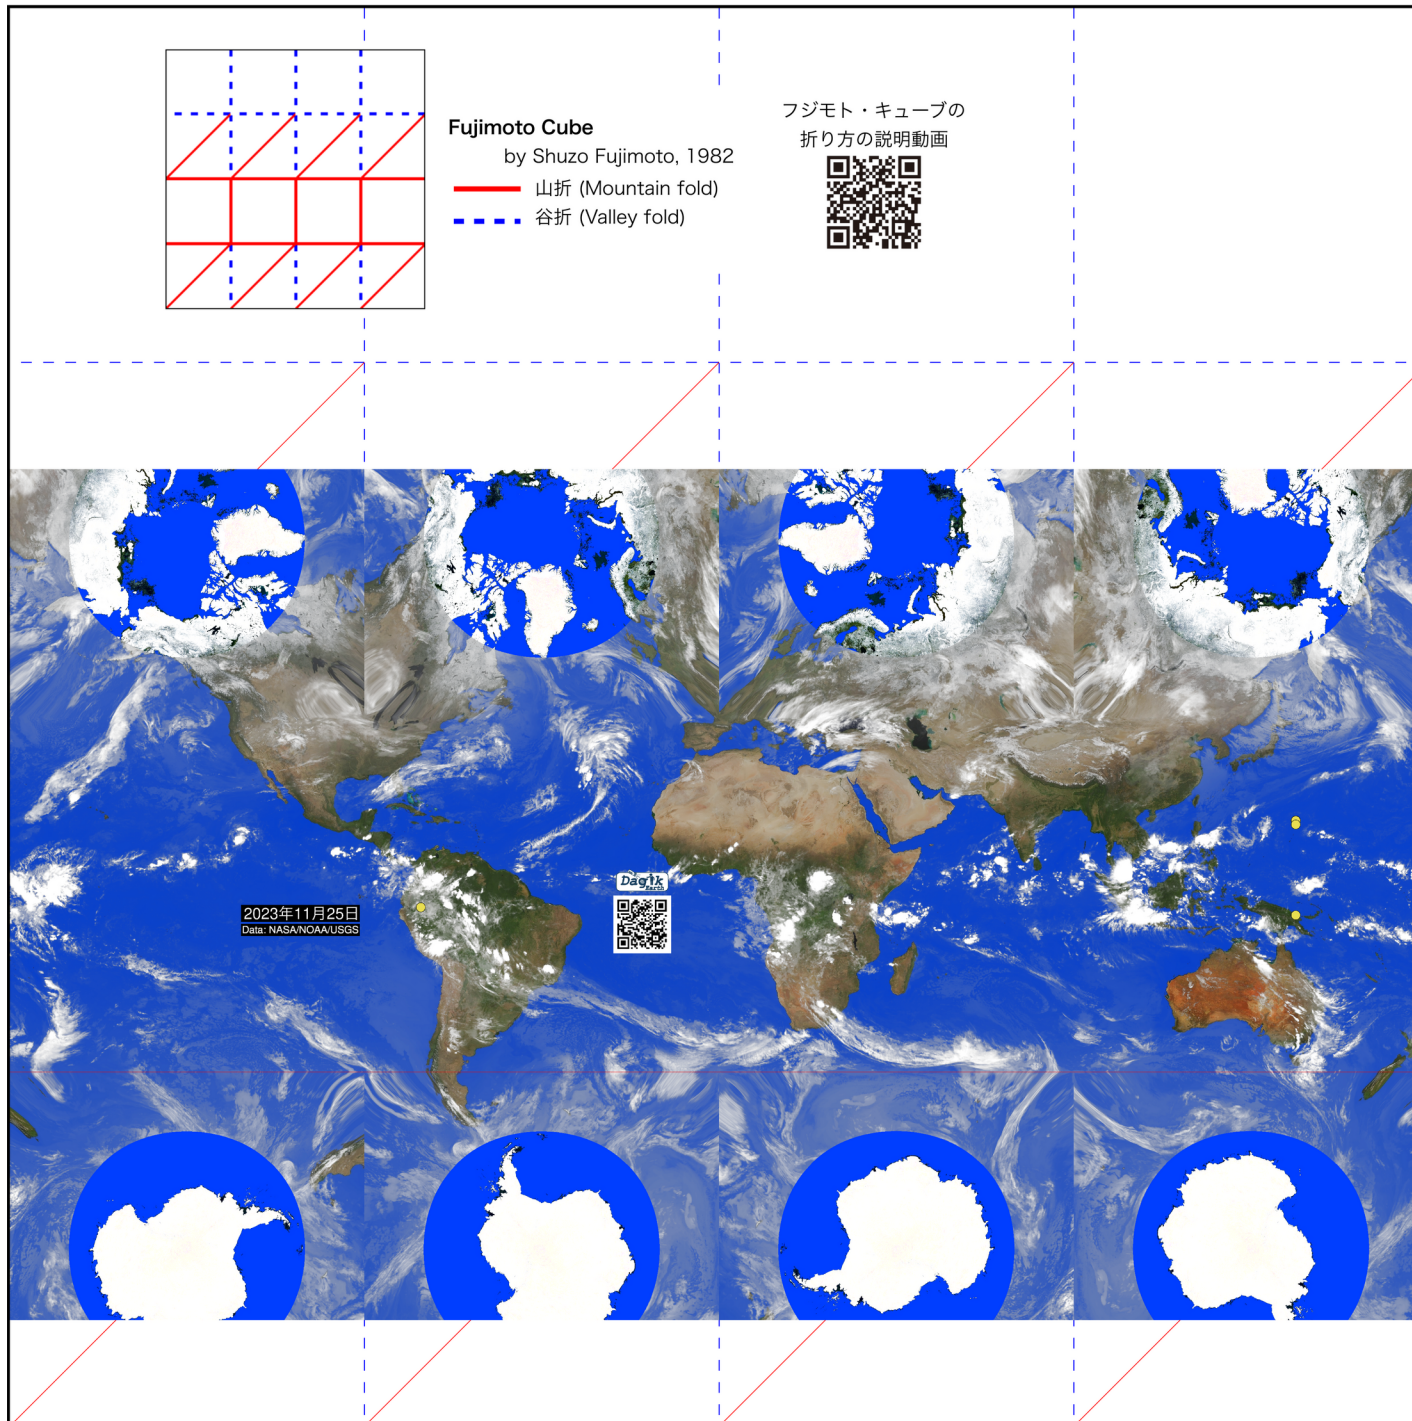 Fujimoto Cube
by Shuzo Fujimoto, 1982
山折 (Mountain fold)
谷折 (Valley fold)
フジモト・キューブの
折り方の説明動画
Dagik
Earth
2023年11月25日
Data: NASA/NOAA/USGS